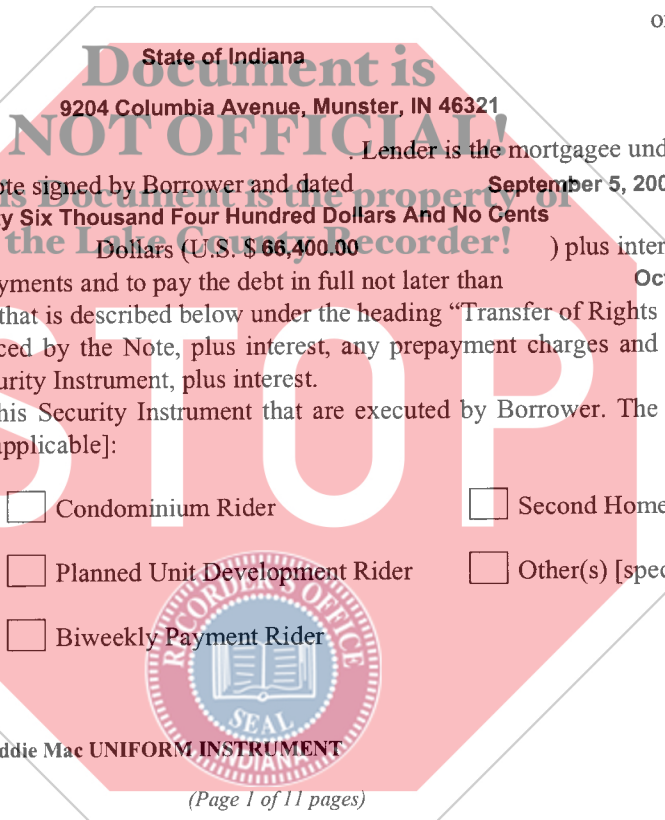 State of Indiana
Document is
9204 Columbia Avenue, Munster, IN 46321
NOT OFFICIAL!
. Lender is the mortgagee und
ote signed by Borrower and dated September 5, 200
is Document is the property of
ty Six Thousand Four Hundred Dollars And No Cents
the Lake County Recorder!
Dollars (U.S. $ 66,400.00 ) plus inter
yments and to pay the debt in full not later than Oct
that is described below under the heading “Transfer of Rights
ced by the Note, plus interest, any prepayment charges and
urity Instrument, plus interest.
his Security Instrument that are executed by Borrower. The
applicable]:
STOP
Condominium Rider Second Home
Planned Unit Development Rider Other(s) [spec
Biweekly Payment Rider
RECORDER'S OFFICE
SEAL
INDIANA
ddie Mac UNIFORM INSTRUMENT
(Page 1 of 11 pages)